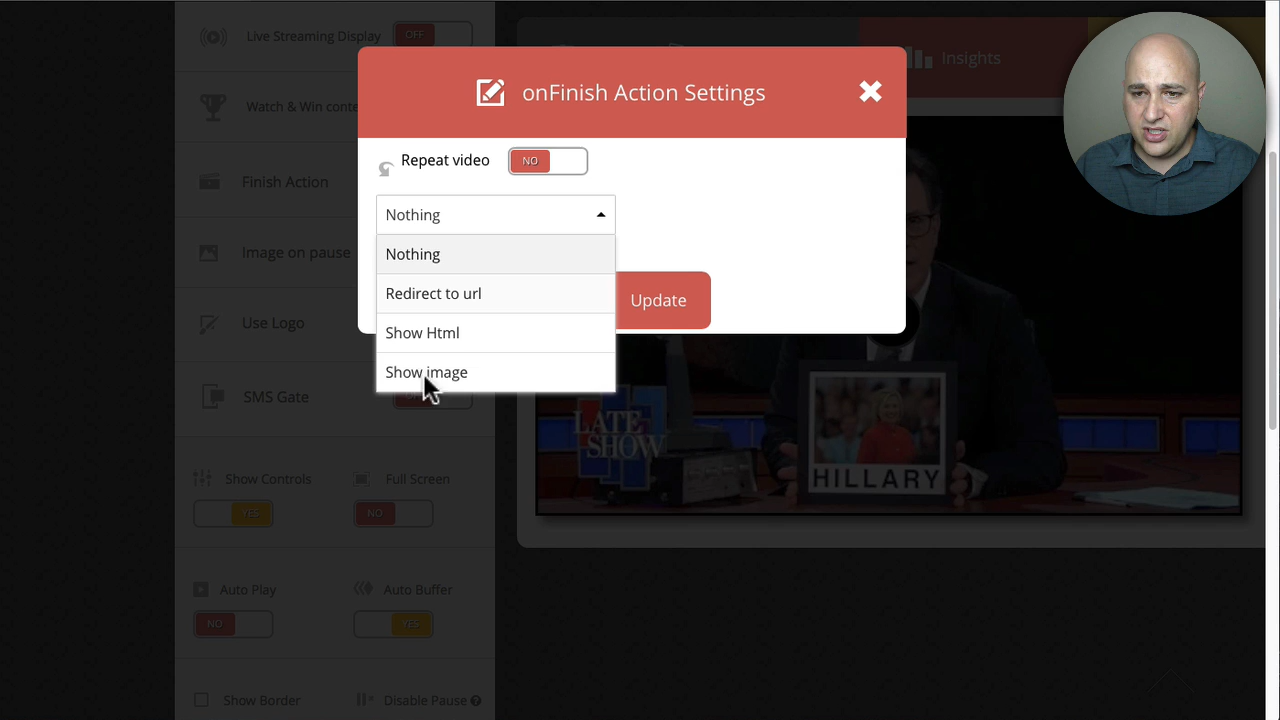 Live Streaming Display
OFF
Watch & Win conte
Finish Action
Image on pause
Use Logo
SMS Gate
Show Controls
Full Screen
YES
NO
Auto Play
Auto Buffer
NO
YES
Show Border
Disable Pause
onFinish Action Settings
Repeat video
NO
Nothing
Nothing
Redirect to url
Show Html
Show image
Update
Insights
LATE
SHOW
HILLARY